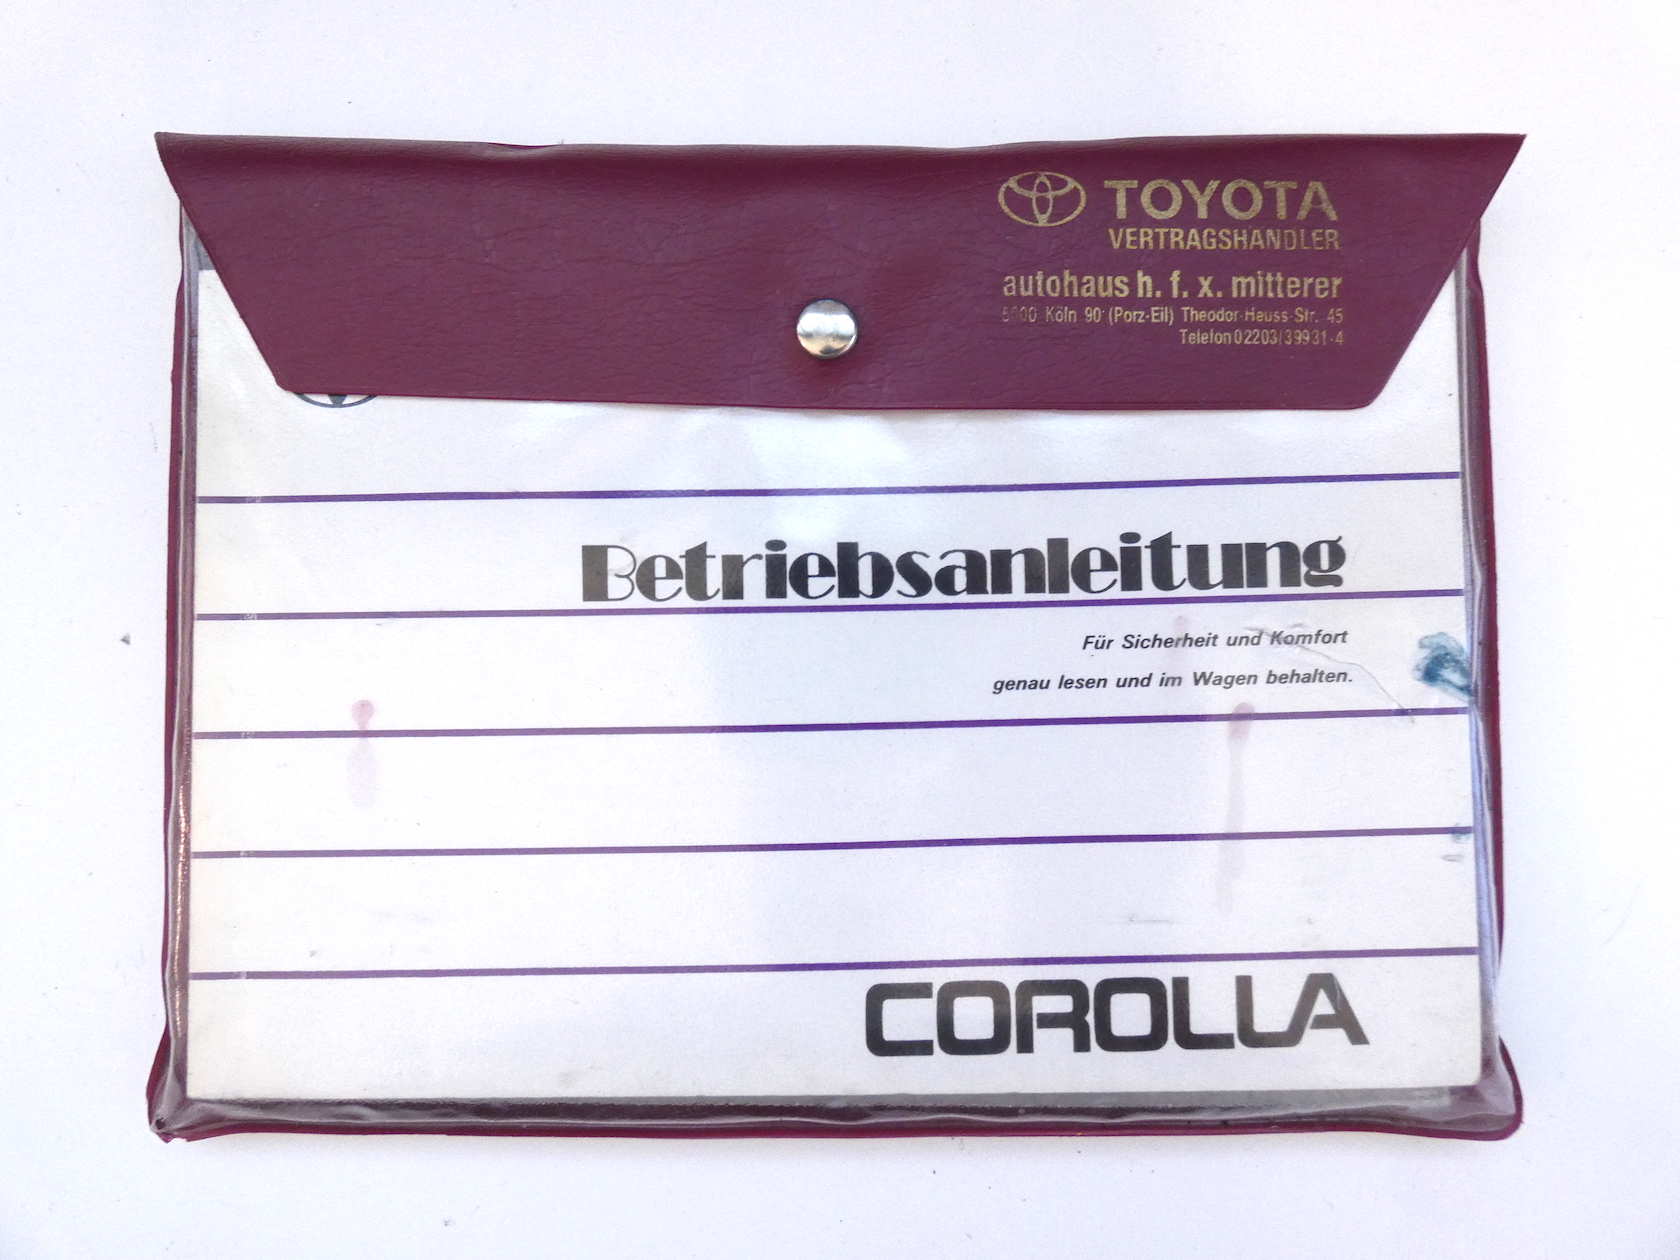 TOYOTA
VERTRAGSHÄNDLER
autohaus h. f. x. mitterer
5000 Köln 90 (Porz-Eil) Theodor-Heuss-Str. 45
Telefon 02203/39931-4
Betriebsanleitung
Für Sicherheit und Komfort
genau lesen und im Wagen behalten.
COROLLA